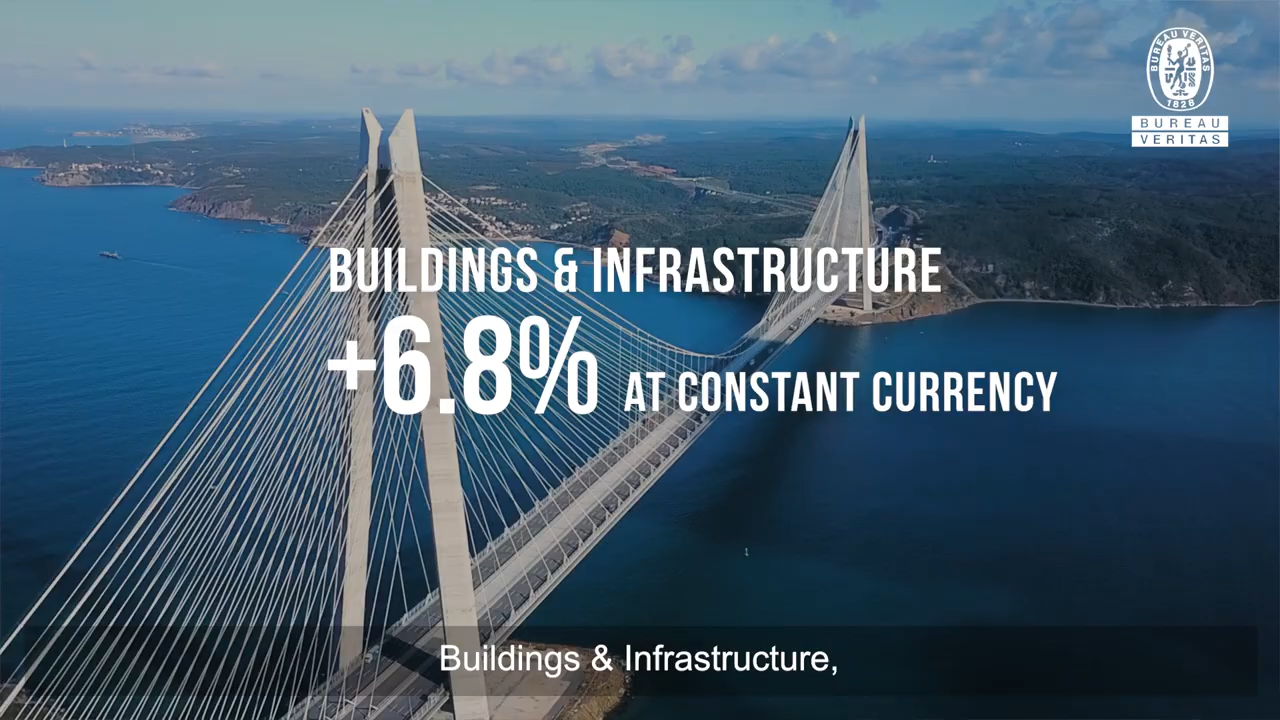 BUREAU VERITAS
1828
BUREAU
VERITAS
BUILDINGS & INFRASTRUCTURE
+6.8% AT CONSTANT CURRENCY
Buildings & Infrastructure,